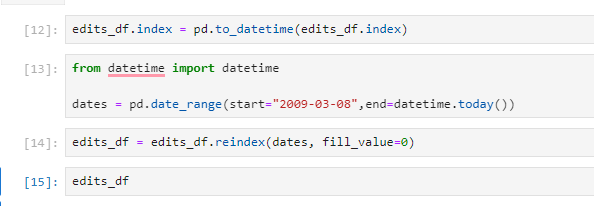 [12]: edits_df.index = pd.to_datetime(edits_df.index)
[13]: from datetime import datetime
dates = pd.date_range(start="2009-03-08",end=datetime.today())
[14]: edits_df = edits_df.reindex(dates, fill_value=0)
[15]: edits_df